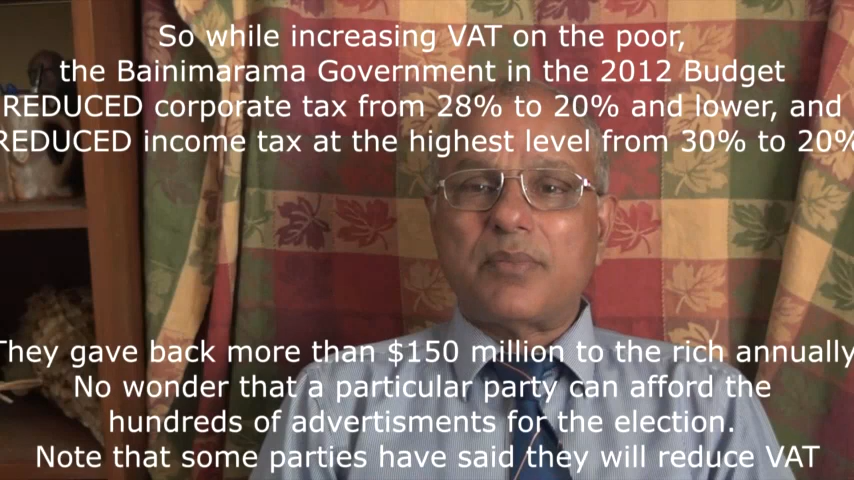 So while increasing VAT on the poor,
the Bainimarama Government in the 2012 Budget
REDUCED corporate tax from 28% to 20% and lower, and
REDUCED income tax at the highest level from 30% to 20%
They gave back more than $150 million to the rich annually
No wonder that a particular party can afford the
hundreds of advertisments for the election.
Note that some parties have said they will reduce VAT